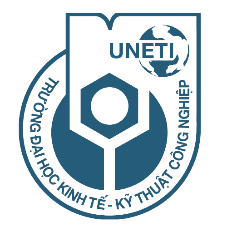 UNETI
TRƯỜNG ĐẠI HỌC KINH TẾ - KỸ THUẬT CÔNG NGHIỆP